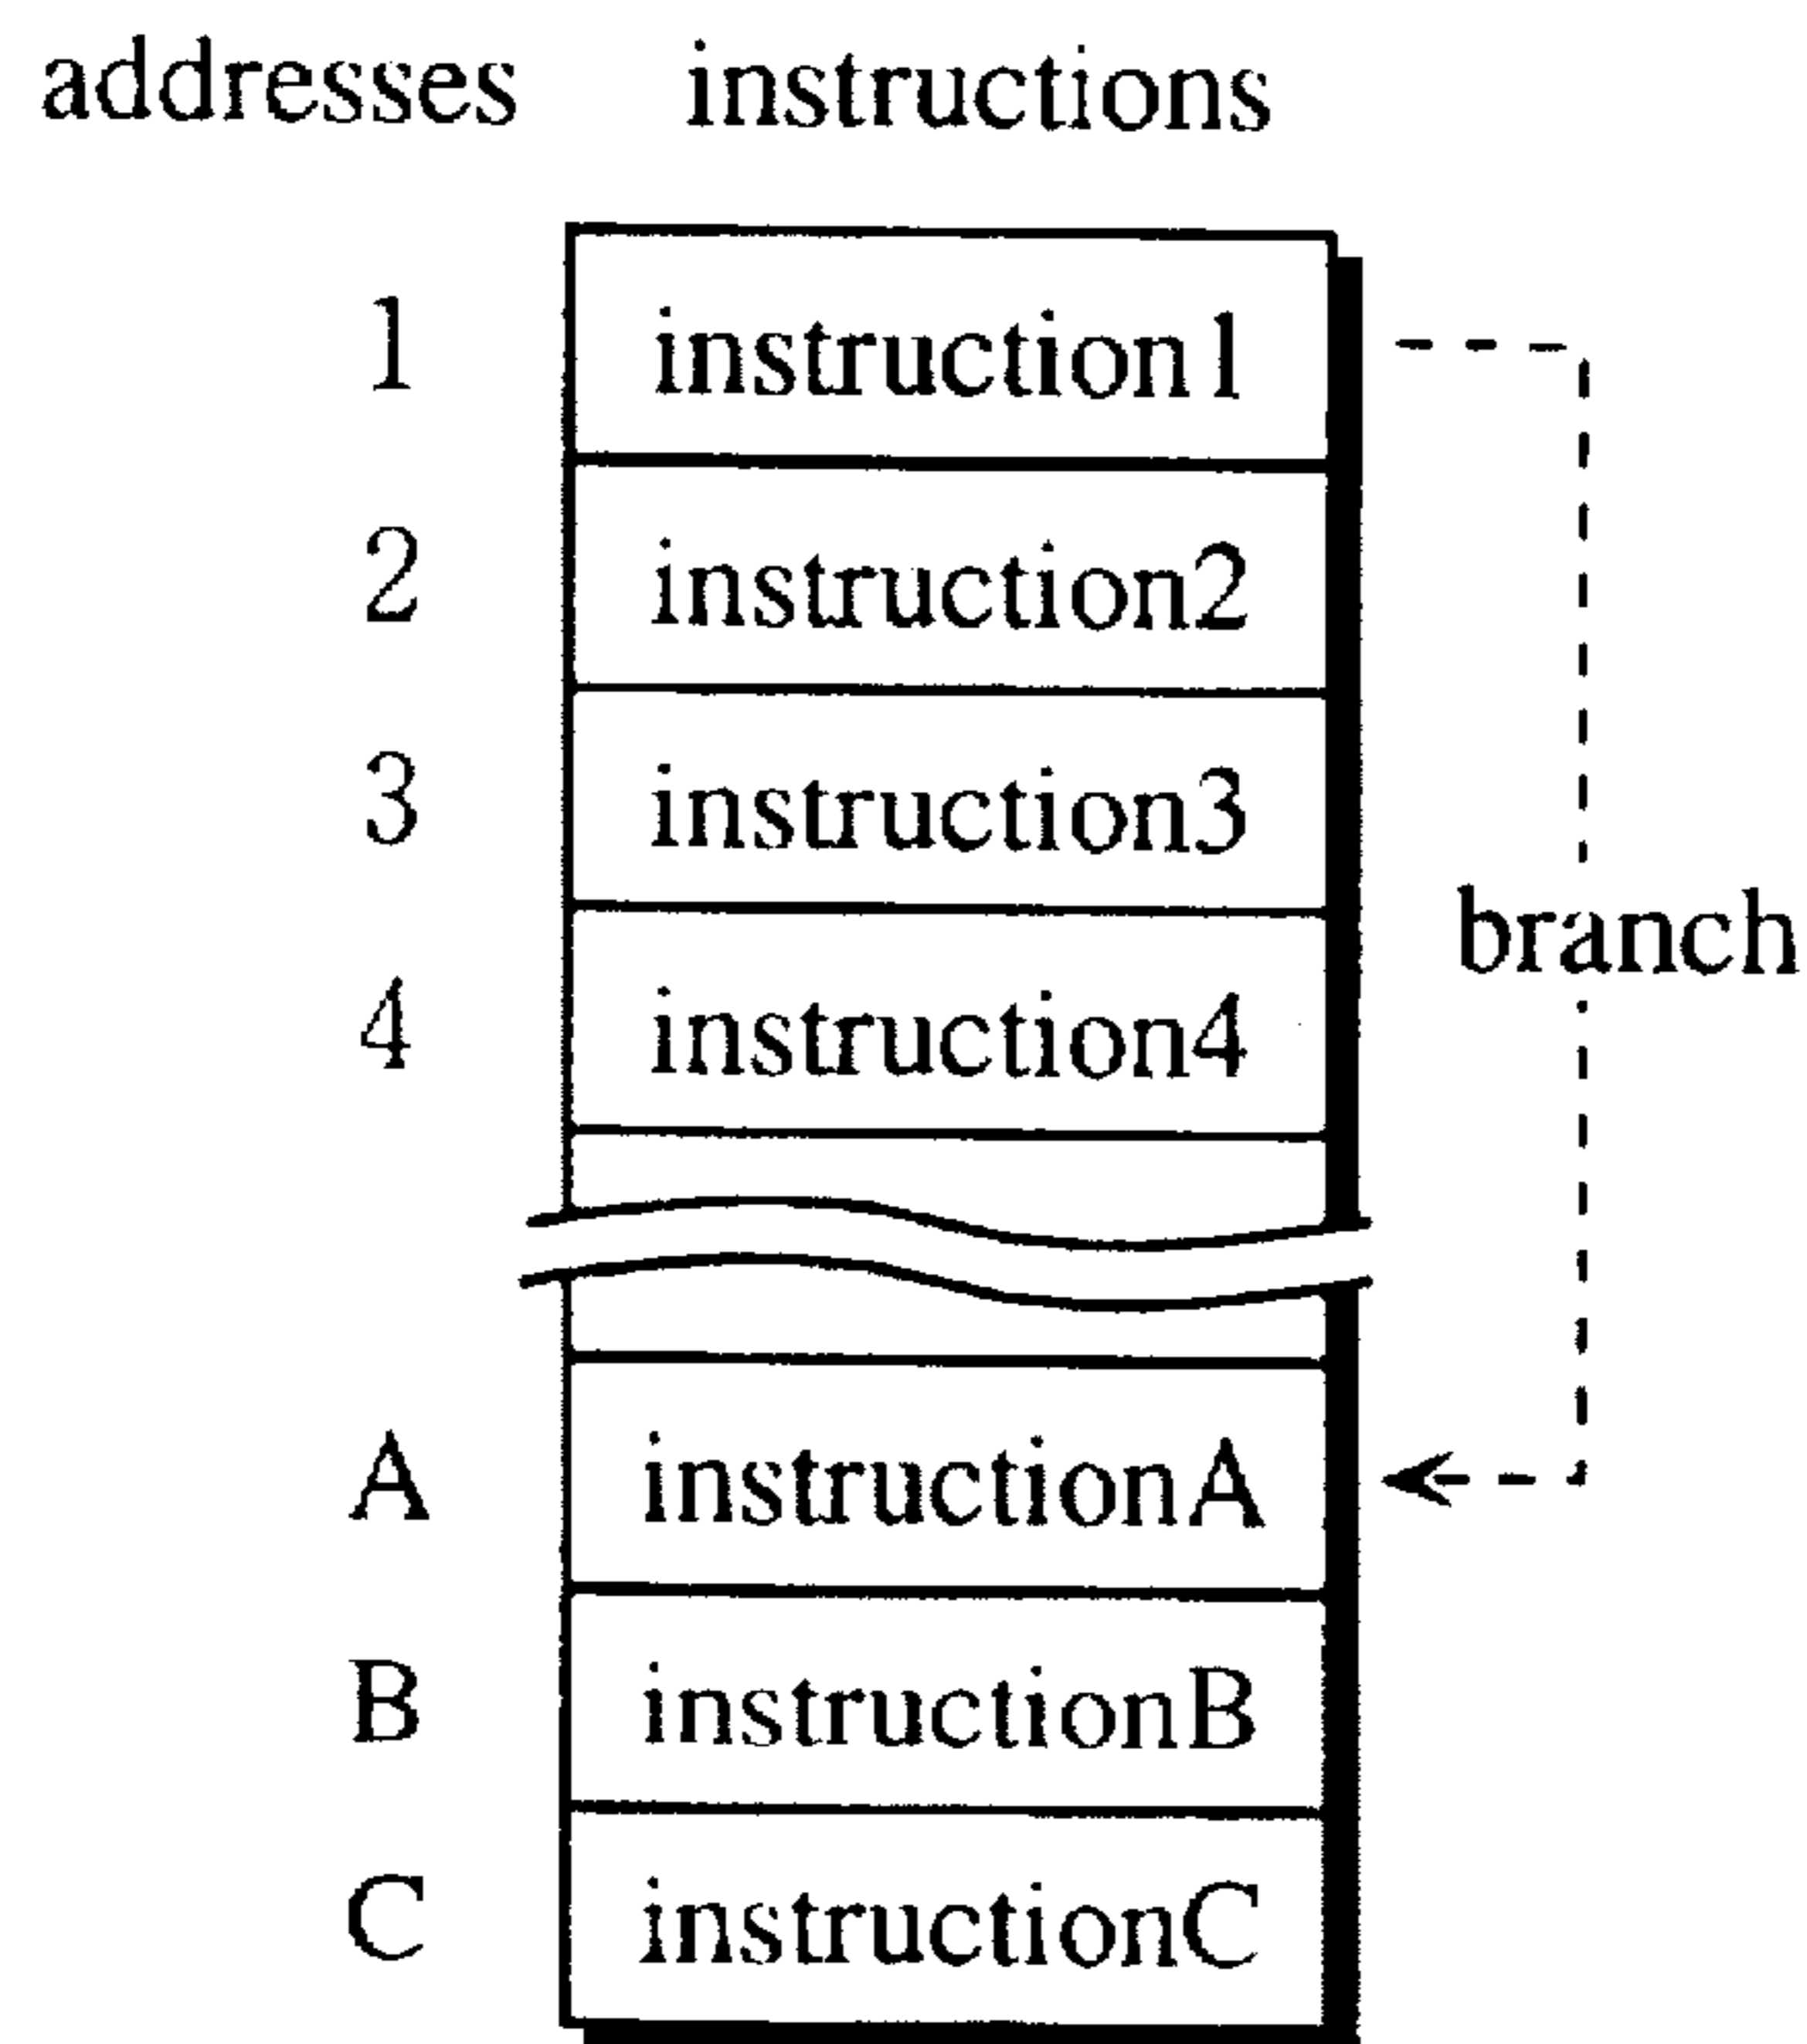 addresses instructions
1 instruction1
2 instruction2
3 instruction3
4 instruction4
branch
A instructionA
B instructionB
C instructionC